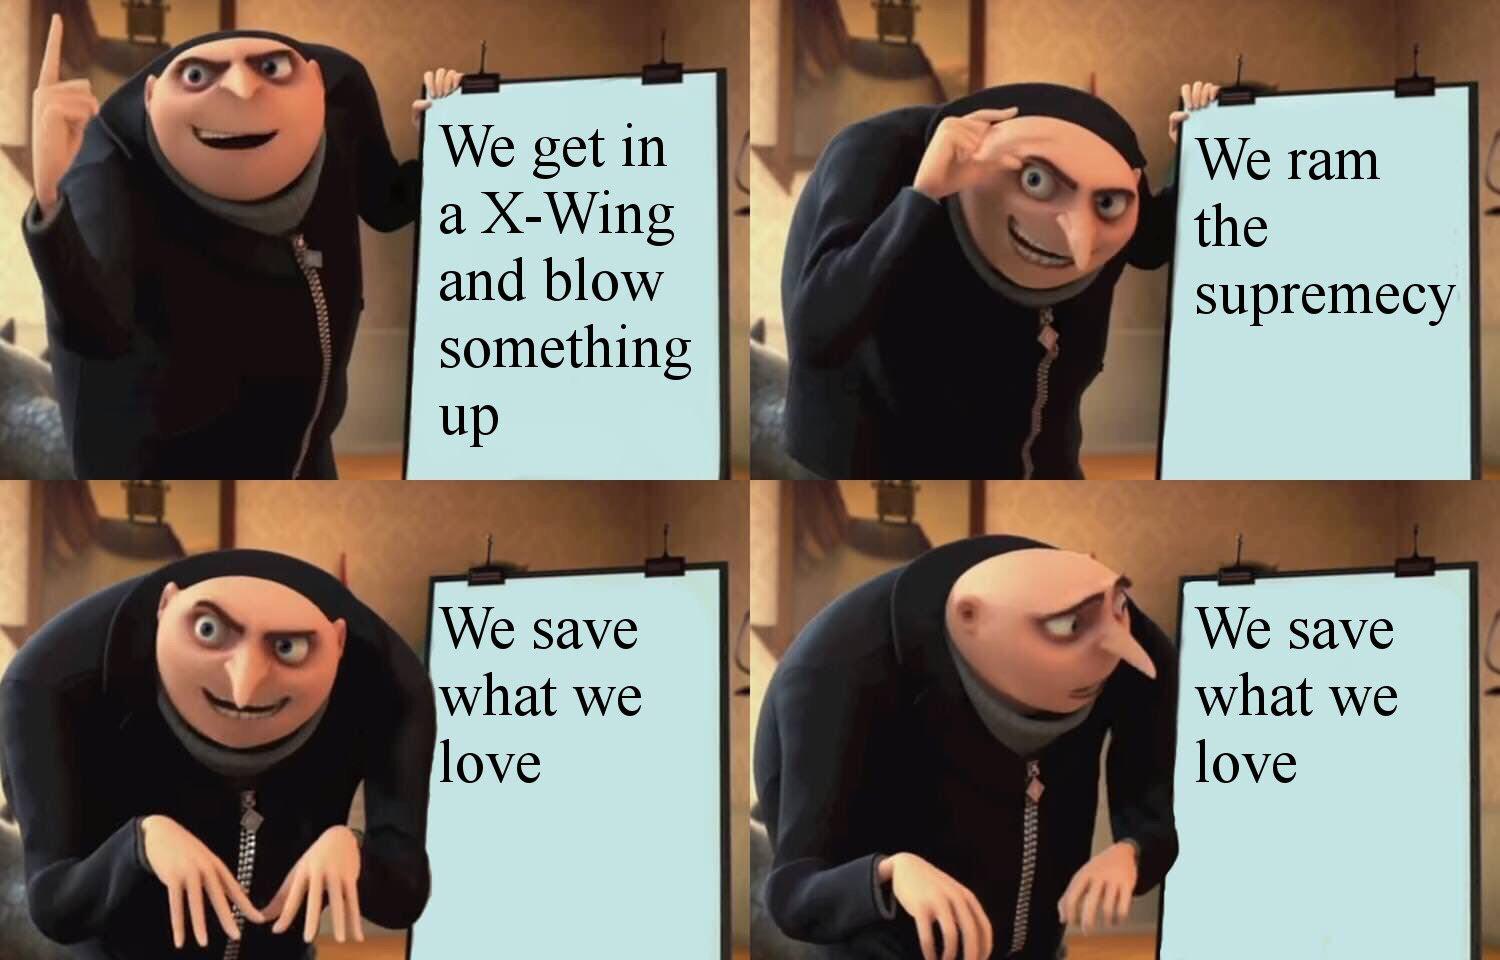 We get in
a X-Wing
and blow
something
up
We ram
the
supremecy
We save
what we
love
We save
what we
love